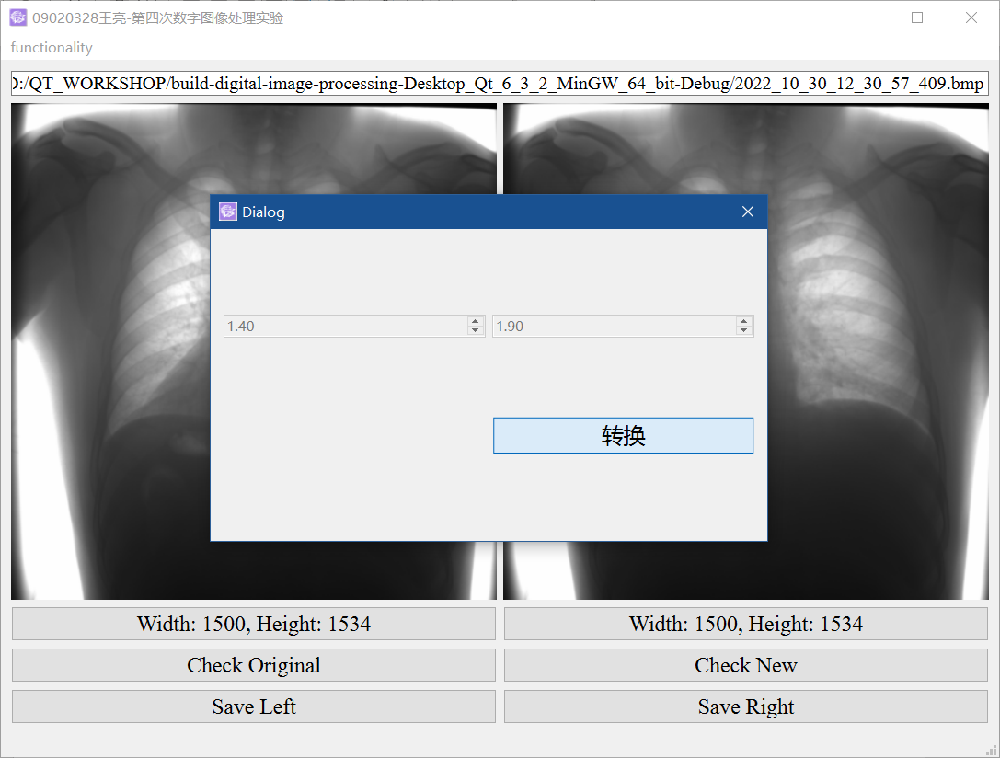 09020328王亮-第四次数字图像处理实验
functionality
D:/QT_WORKSHOP/build-digital-image-processing-Desktop_Qt_6_3_2_MinGW_64_bit-Debug/2022_10_30_12_30_57_409.bmp
Dialog
1.40 1.90
转换
Width: 1500, Height: 1534 Width: 1500, Height: 1534
Check Original Check New
Save Left Save Right